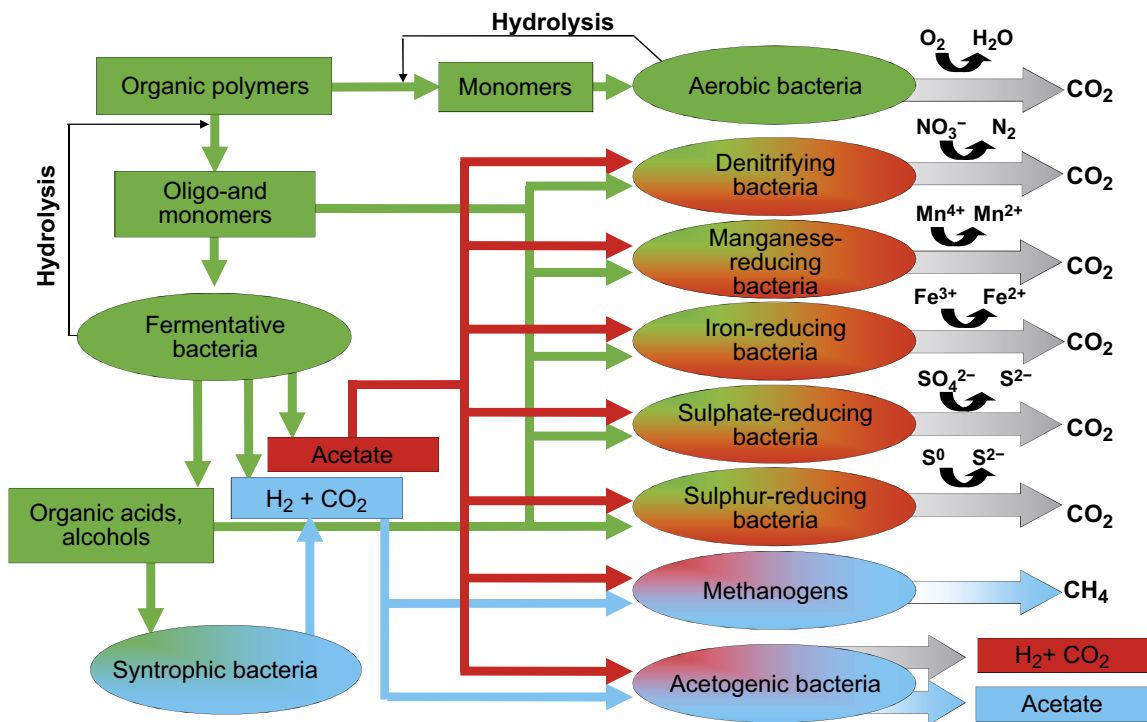 Hydrolysis
O₂ H₂O
Organic polymers
Monomers
Aerobic bacteria
CO₂
NO₃⁻ N₂
Hydrolysis
Oligo-and
monomers
Denitrifying
bacteria
CO₂
Mn⁴⁺ Mn²⁺
Manganese-
reducing
bacteria
CO₂
Fe³⁺ Fe²⁺
Fermentative
bacteria
Iron-reducing
bacteria
CO₂
SO₄²⁻ S²⁻
Sulphate-reducing
bacteria
CO₂
Acetate
S⁰ S²⁻
H₂ + CO₂
Organic acids,
alcohols
Sulphur-reducing
bacteria
CO₂
Methanogens
CH₄
Syntrophic bacteria
Acetogenic bacteria
H₂+ CO₂
Acetate